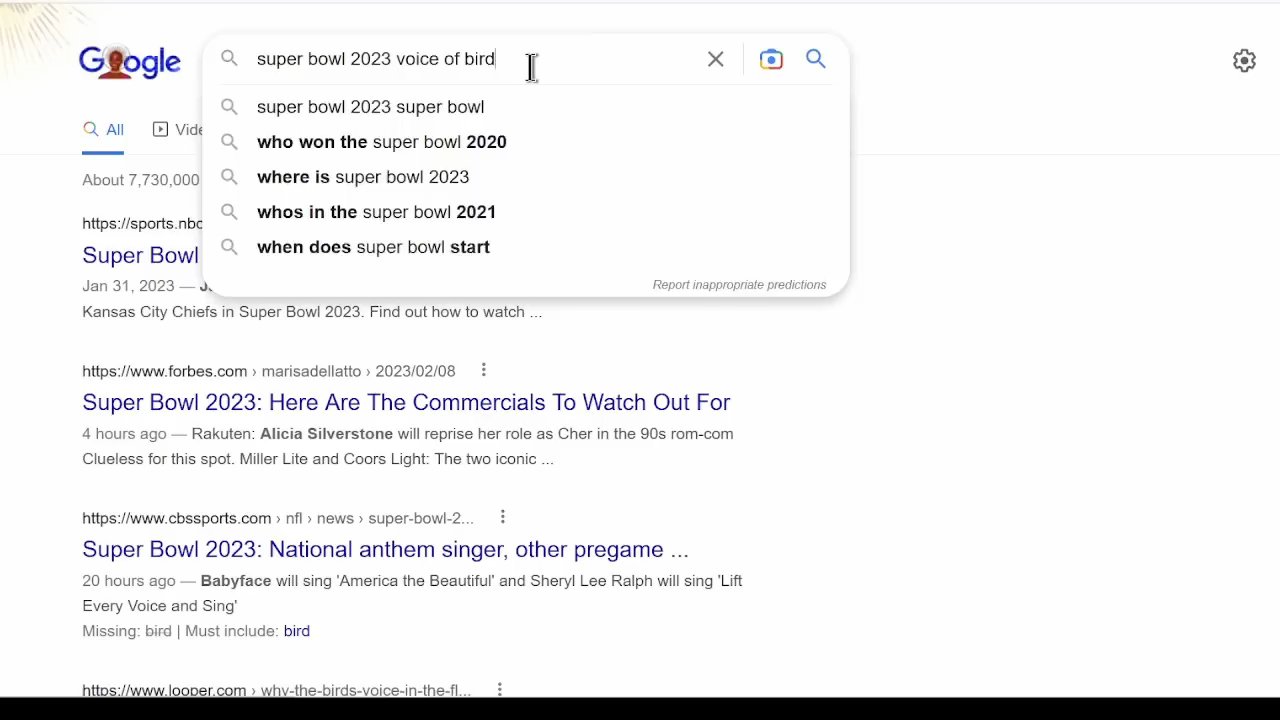 Google
super bowl 2023 voice of bird
super bowl 2023 super bowl
who won the super bowl 2020
where is super bowl 2023
whos in the super bowl 2021
when does super bowl start
Report inappropriate predictions
All
About 7,730,000
https://sports.nbc
Super Bowl
Jan 31, 2023 —
Kansas City Chiefs in Super Bowl 2023. Find out how to watch ...
https://www.forbes.com › marisadellatto › 2023/02/08
Super Bowl 2023: Here Are The Commercials To Watch Out For
4 hours ago — Rakuten: Alicia Silverstone will reprise her role as Cher in the 90s rom-com
Clueless for this spot. Miller Lite and Coors Light: The two iconic ...
https://www.cbssports.com › nfl › news › super-bowl-2...
Super Bowl 2023: National anthem singer, other pregame ...
20 hours ago — Babyface will sing 'America the Beautiful' and Sheryl Lee Ralph will sing 'Lift
Every Voice and Sing'
Missing: bird | Must include: bird
https://www.looper.com › why-the-birds-voice-in-the-fl...